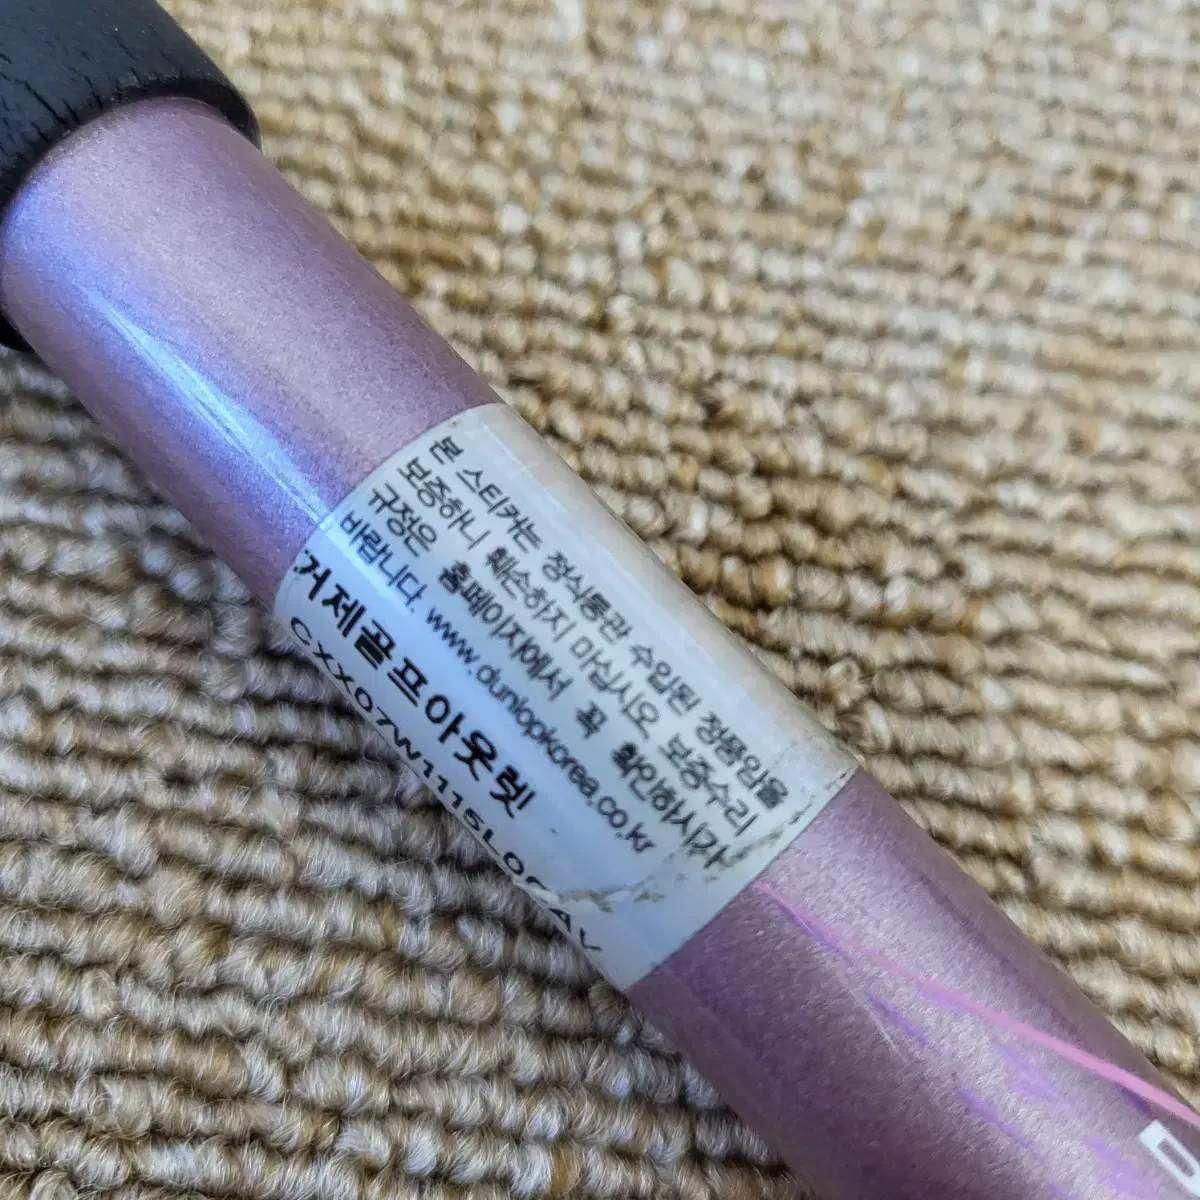 본 스티커는 정식통관 수입된 정품임을
보증하니 훼손하지 마십시오 보증수리
규정은 홈페이지에서 꼭 확인하시기
바랍니다. www.dunlopkorea.co.kr
거제골프아웃렛